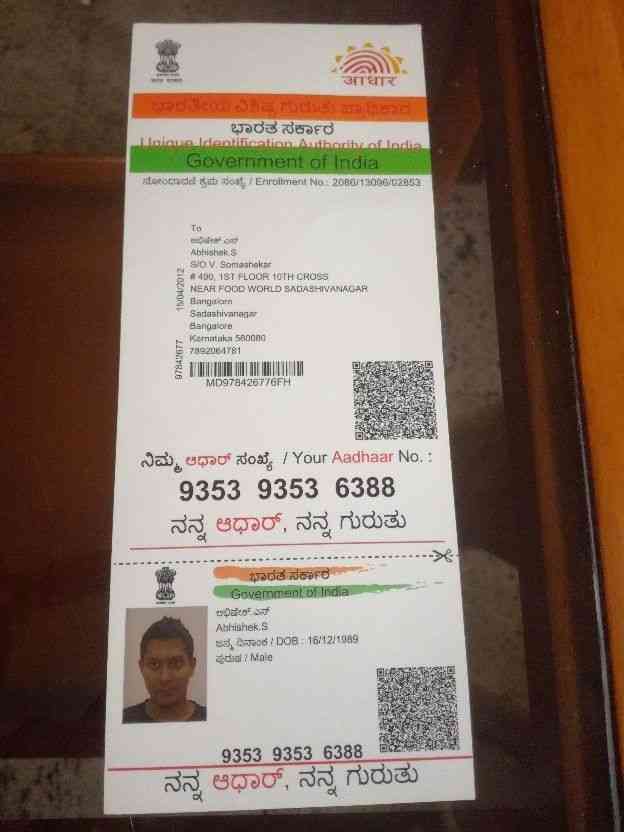 आधार
ಭಾರತೀಯ ವಿಶಿಷ್ಟ ಗುರುತು ಪ್ರಾಧಿಕಾರ
ಭಾರತ ಸರ್ಕಾರ
Unique Identification Authority of India
Government of India
ನೋಂದಾವಣಿ ಕ್ರಮ ಸಂಖ್ಯೆ / Enrollment No.: 2086/13096/02853
To
ಅಭಿಷೇಕ್ ಎಸ್
Abhishek.S
S/O V. Somashekar
# 490, 1ST FLOOR 10TH CROSS
NEAR FOOD WORLD SADASHIVANAGAR
Bangalorn
Sadashivanagar
Bangalore
Karnataka 560080
7892064781
97842677 15/04/2012
MD978426776FH
ನಿಮ್ಮ ಆಧಾರ್ ಸಂಖ್ಯೆ / Your Aadhaar No. :
9353 9353 6388
ನನ್ನ ಆಧಾರ್, ನನ್ನ ಗುರುತು
ಭಾರತ ಸರ್ಕಾರ
Government of India
ಅಭಿಷೇಕ್.ಎಸ್
Abhishek.S
ಜನ್ಮ ದಿನಾಂಕ / DOB : 16/12/1989
ಪುರುಷ / Male
9353 9353 6388
ನನ್ನ ಆಧಾರ್, ನನ್ನ ಗುರುತು